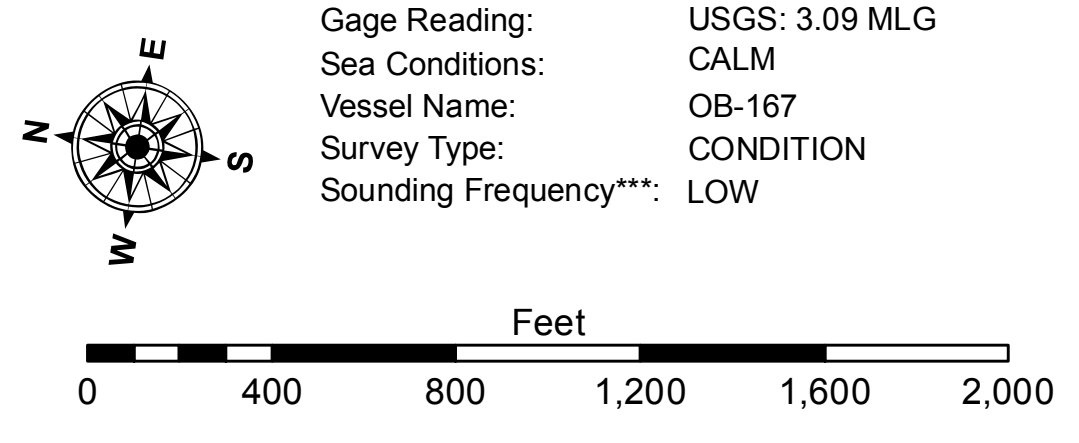 Gage Reading: USGS: 3.09 MLG
Sea Conditions: CALM
Vessel Name: OB-167
Survey Type: CONDITION
Sounding Frequency***: LOW
E
N
S
W
Feet
0 400 800 1,200 1,600 2,000